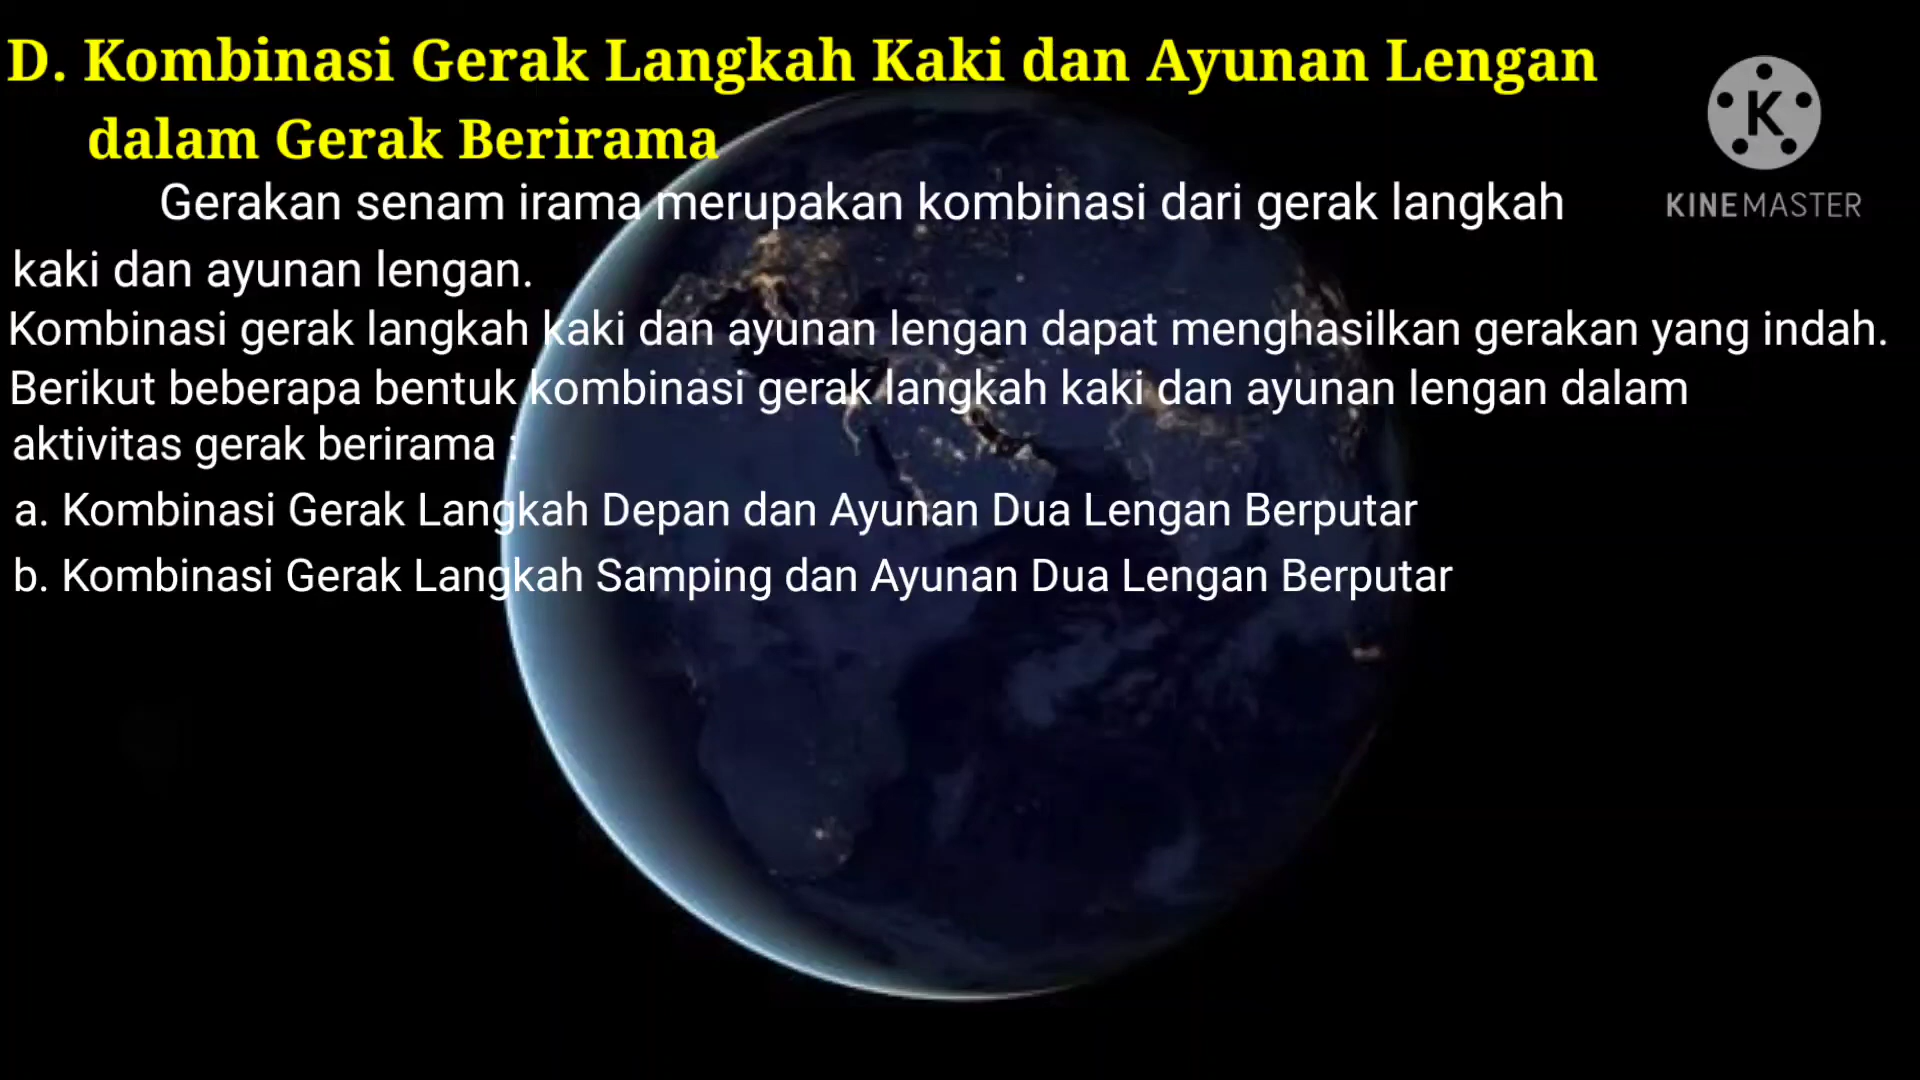 D. Kombinasi Gerak Langkah Kaki dan Ayunan Lengan
dalam Gerak Berirama
Gerakan senam irama merupakan kombinasi dari gerak langkah
kaki dan ayunan lengan.
Kombinasi gerak langkah kaki dan ayunan lengan dapat menghasilkan gerakan yang indah.
Berikut beberapa bentuk kombinasi gerak langkah kaki dan ayunan lengan dalam
aktivitas gerak berirama :
a. Kombinasi Gerak Langkah Depan dan Ayunan Dua Lengan Berputar
b. Kombinasi Gerak Langkah Samping dan Ayunan Dua Lengan Berputar
K
KINEMASTER